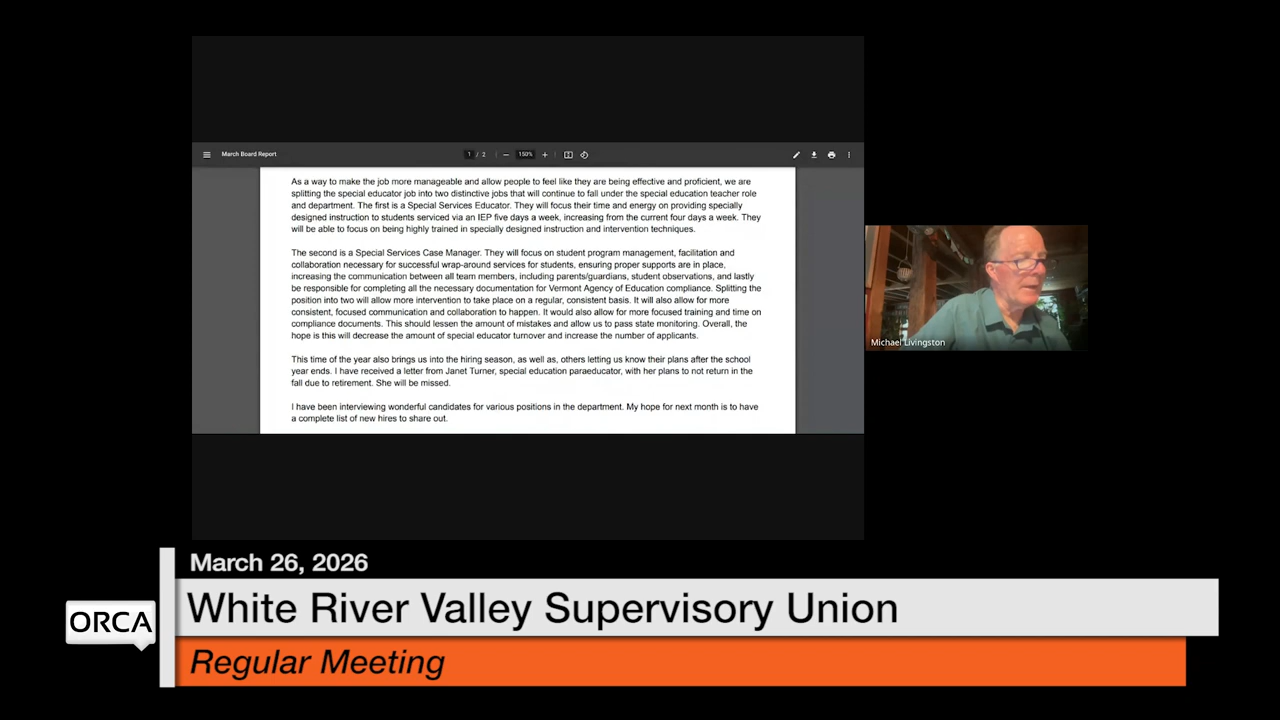 March Board Report
1 / 2
150%
As a way to make the job more manageable and allow people to feel like they are being effective and proficient, we are
splitting the special educator job into two distinctive jobs that will continue to fall under the special education teacher role
and department. The first is a Special Services Educator. They will focus their time and energy on providing specially
designed instruction to students serviced via an IEP five days a week, increasing from the current four days a week. They
will be able to focus on being highly trained in specially designed instruction and intervention techniques.
The second is a Special Services Case Manager. They will focus on student program management, facilitation and
collaboration necessary for successful wrap-around services for students, ensuring proper supports are in place,
increasing the communication between all team members, including parents/guardians, student observations, and lastly
be responsible for completing all the necessary documentation for Vermont Agency of Education compliance. Splitting the
position into two will allow more intervention to take place on a regular, consistent basis. It will also allow for more
consistent, focused communication and collaboration to happen. It would also allow for more focused training and time on
compliance documents. This should lessen the amount of mistakes and allow us to pass state monitoring. Overall, the
hope is this will decrease the amount of special educator turnover and increase the number of applicants.
This time of the year also brings us into the hiring season, as well as, others letting us know their plans after the school
year ends. I have received a letter from Janet Turner, special education paraeducator, with her plans to not return in the
fall due to retirement. She will be missed.
I have been interviewing wonderful candidates for various positions in the department. My hope for next month is to have
a complete list of new hires to share out.
Michael Livingston
March 26, 2026
White River Valley Supervisory Union
ORCA
Regular Meeting